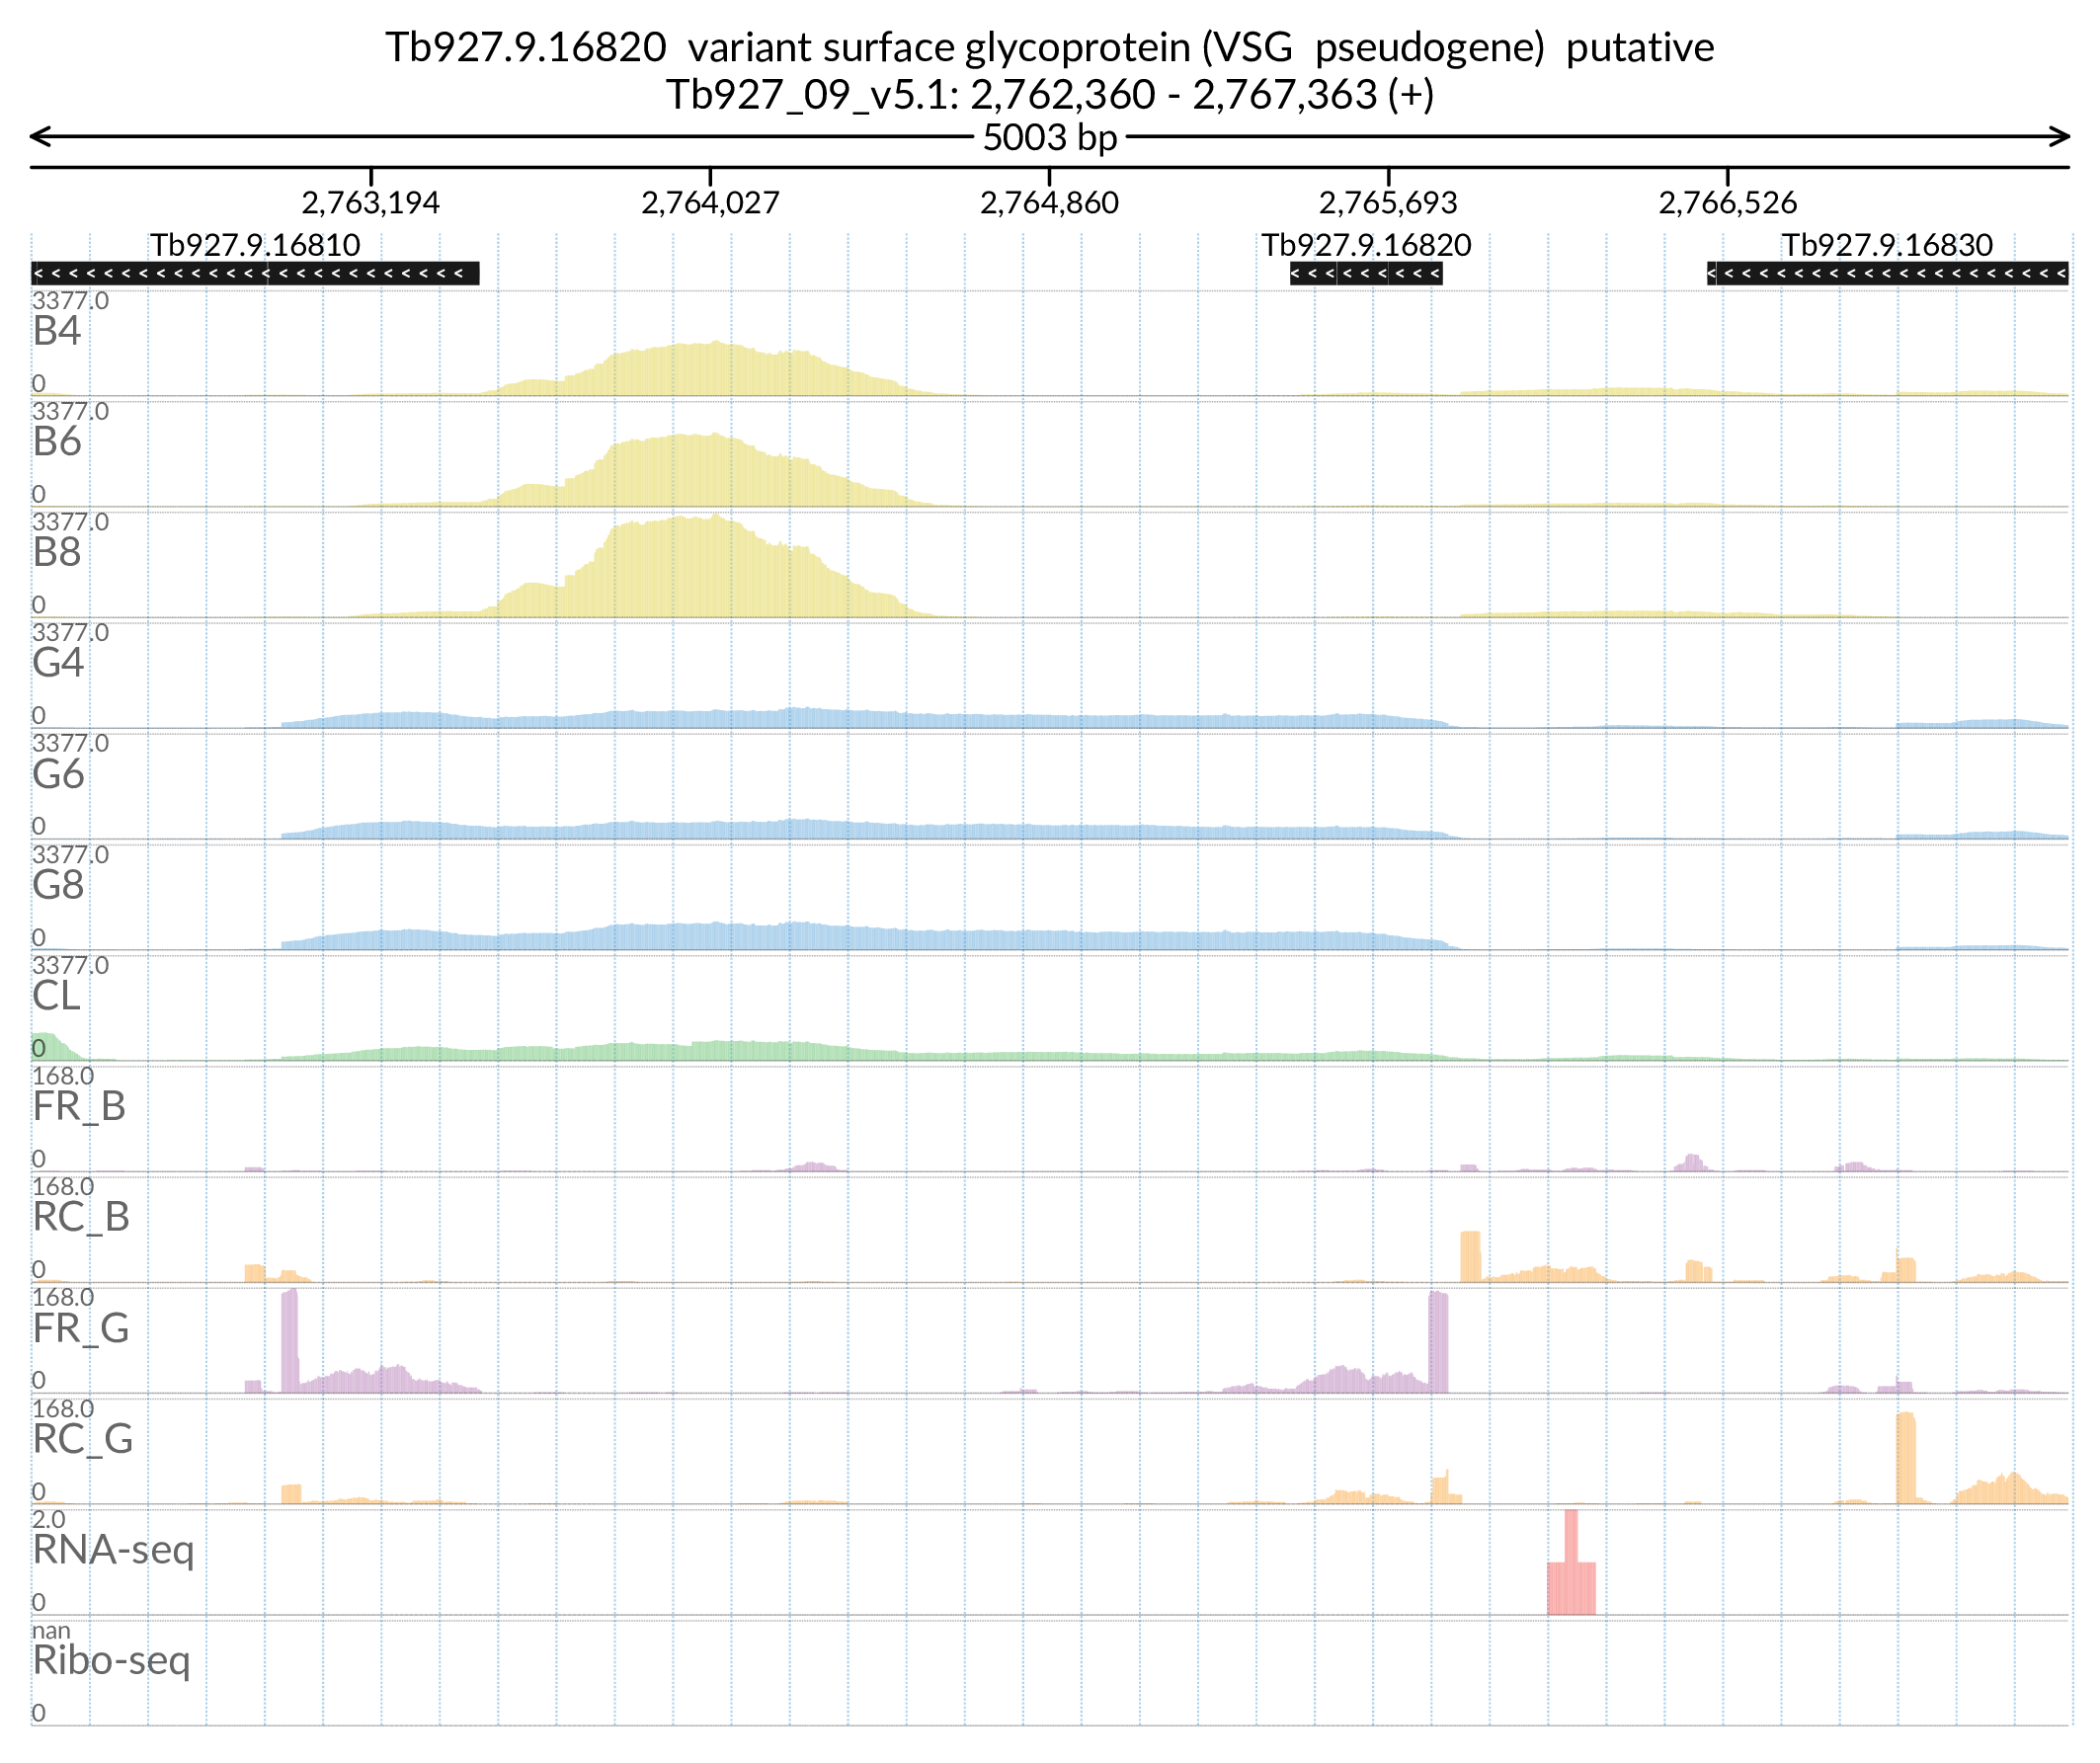 Tb927.9.16820 variant surface glycoprotein (VSG pseudogene) putative
Tb927_09_v5.1: 2,762,360 - 2,767,363 (+)
5003 bp
2,763,194 2,764,027 2,764,860 2,765,693 2,766,526
Tb927.9.16810 Tb927.9.16820 Tb927.9.16830
3377.0
B4
0
3377.0
B6
0
3377.0
B8
0
3377.0
G4
0
3377.0
G6
0
3377.0
G8
0
3377.0
CL
0
168.0
FR_B
0
168.0
RC_B
0
168.0
FR_G
0
168.0
RC_G
0
2.0
RNA-seq
0
nan
Ribo-seq
0